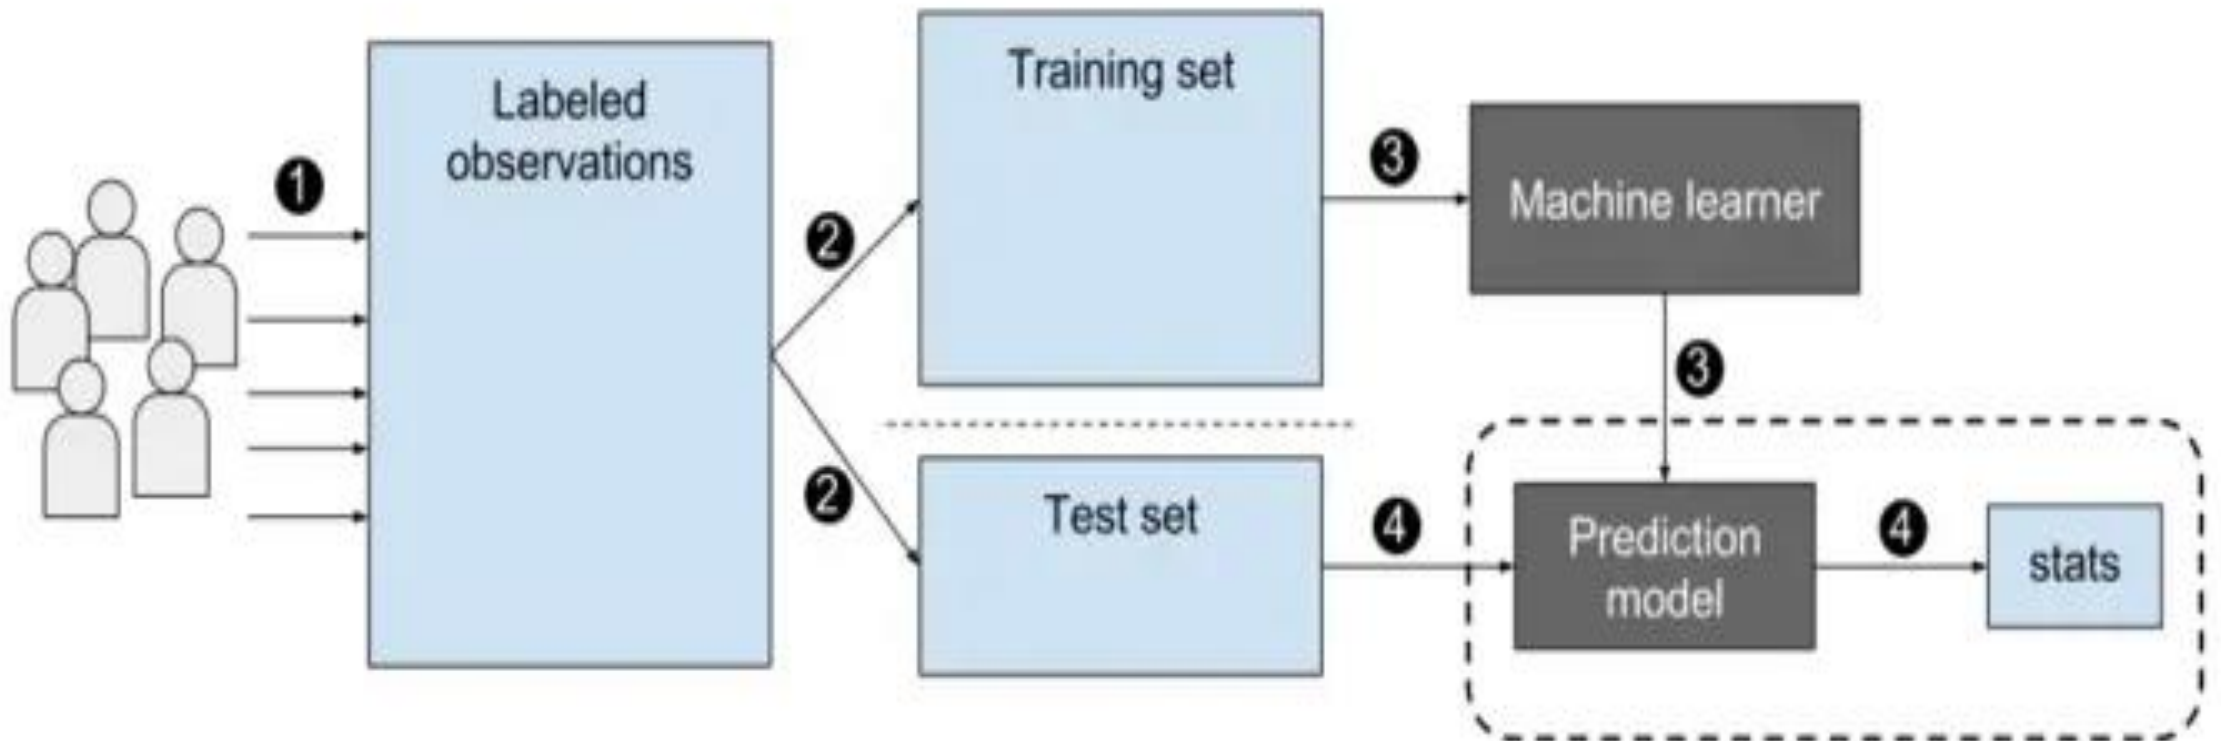 1
Labeled
observations
2
2
Training set
Test set
3
Machine learner
3
4
Prediction
model
4
stats